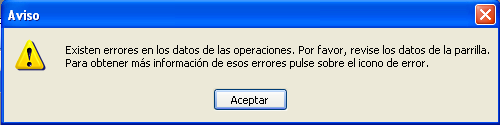 Aviso
Existen errores en los datos de las operaciones. Por favor, revise los datos de la parrilla.
Para obtener más información de esos errores pulse sobre el icono de error.
Aceptar